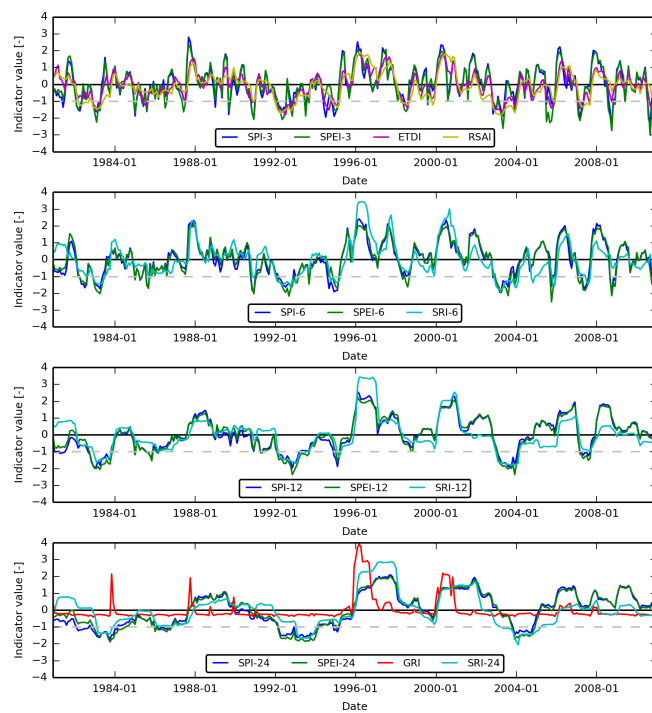 Indicator value [-]
4
3
2
1
0
−1
−2
−3
−4
SPI-3 SPEI-3 ETDI RSAI
1984-01 1988-01 1992-01 1996-01 2000-01 2004-01 2008-01
Date
Indicator value [-]
4
3
2
1
0
−1
−2
−3
−4
SPI-6 SPEI-6 SRI-6
1984-01 1988-01 1992-01 1996-01 2000-01 2004-01 2008-01
Date
Indicator value [-]
4
3
2
1
0
−1
−2
−3
−4
SPI-12 SPEI-12 SRI-12
1984-01 1988-01 1992-01 1996-01 2000-01 2004-01 2008-01
Date
Indicator value [-]
4
3
2
1
0
−1
−2
−3
−4
SPI-24 SPEI-24 GRI SRI-24
1984-01 1988-01 1992-01 1996-01 2000-01 2004-01 2008-01
Date